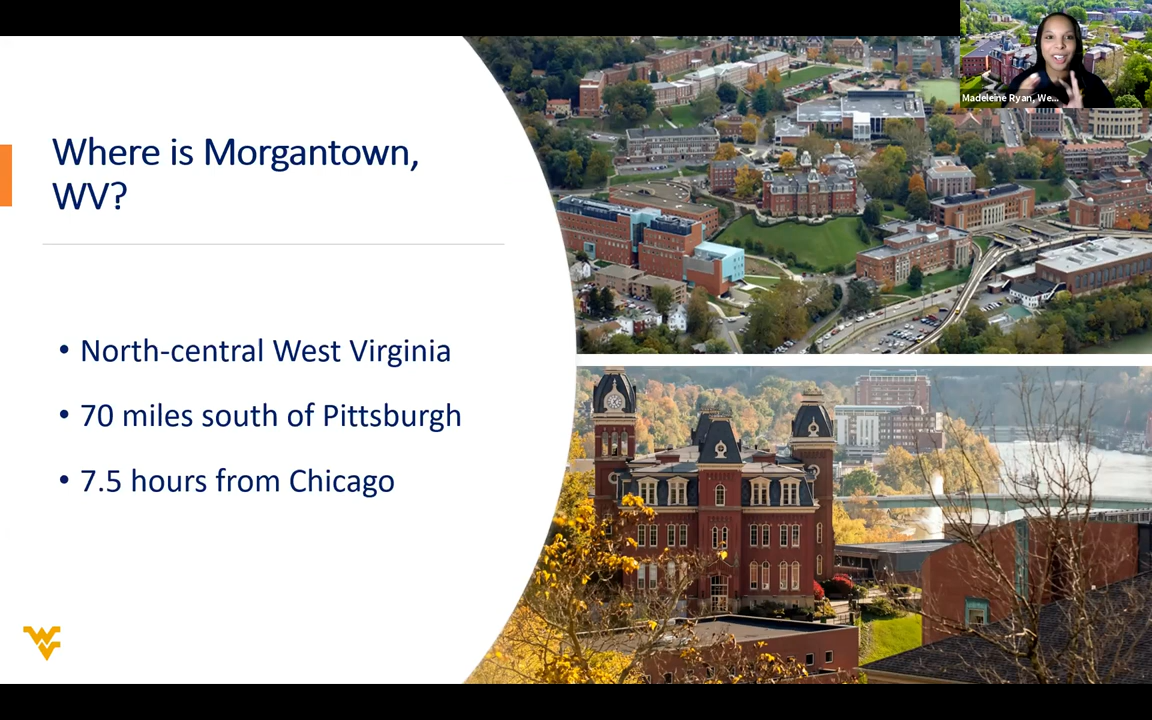 Where is Morgantown,
WV?
• North-central West Virginia
• 70 miles south of Pittsburgh
• 7.5 hours from Chicago
Madeleine Ryan, We...
WV